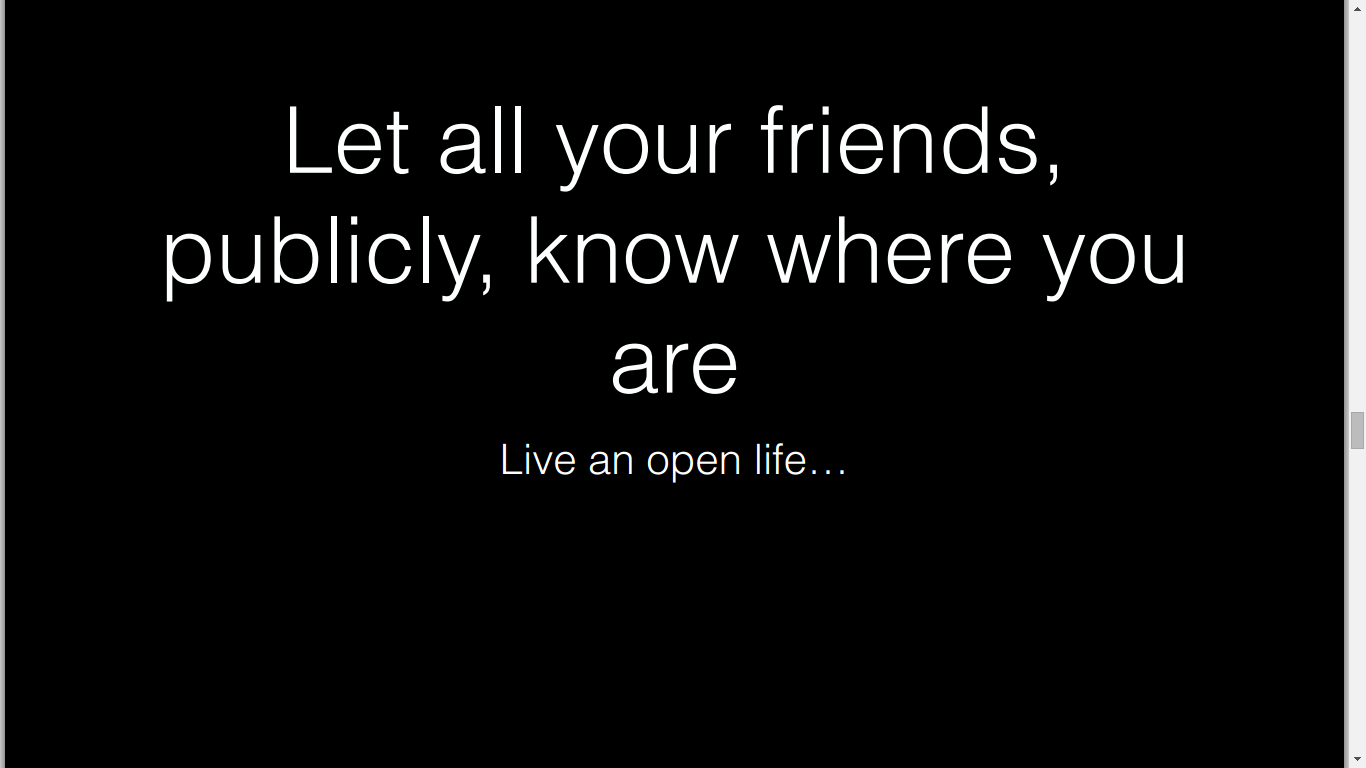 Let all your friends,
publicly, know where you
are
Live an open life…